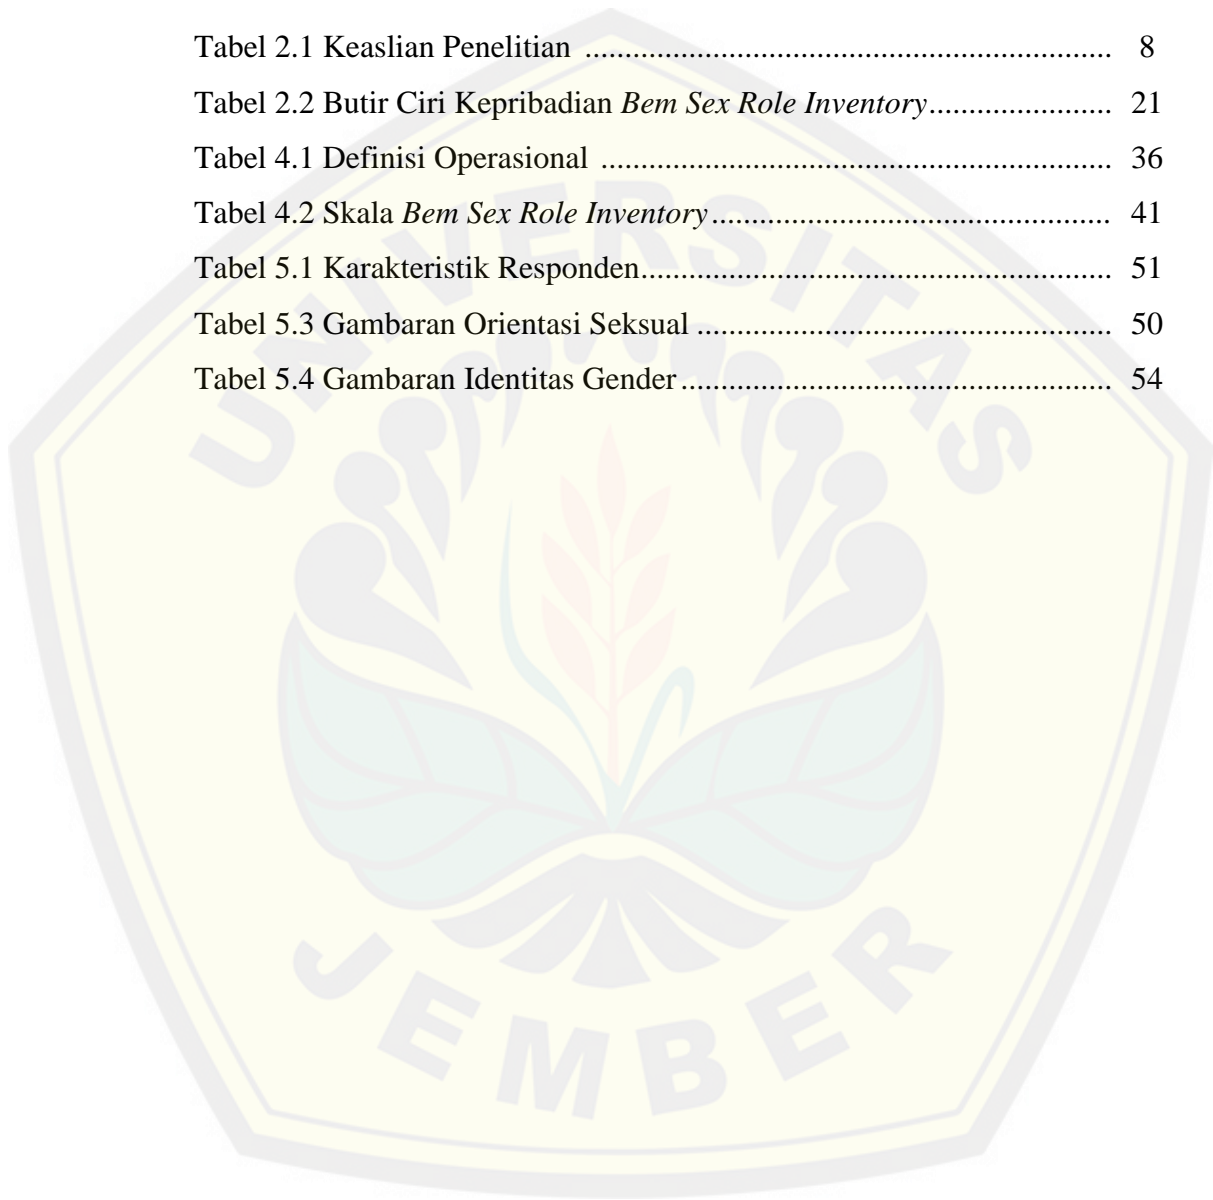 Tabel 2.1 Keaslian Penelitian ................................................................. 8
Tabel 2.2 Butir Ciri Kepribadian Bem Sex Role Inventory....................... 21
Tabel 4.1 Definisi Operasional ............................................................... 36
Tabel 4.2 Skala Bem Sex Role Inventory................................................. 41
Tabel 5.1 Karakteristik Responden.......................................................... 51
Tabel 5.3 Gambaran Orientasi Seksual ................................................... 50
Tabel 5.4 Gambaran Identitas Gender..................................................... 54
UNIVERSITAS
JEMBER